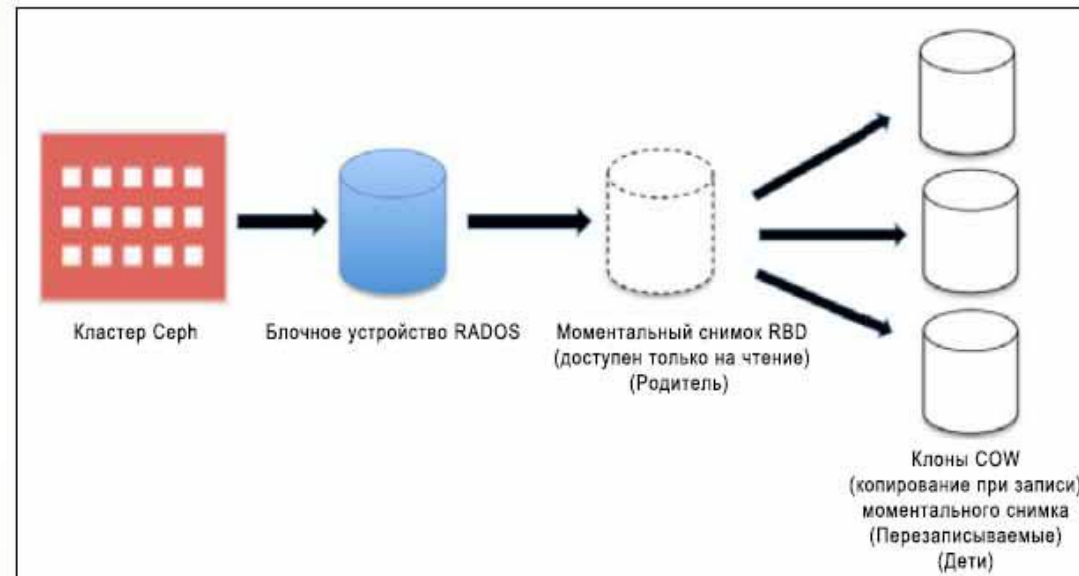 Кластер Ceph
Блочное устройство RADOS
Моментальный снимок RBD
(доступен только на чтение)
(Родитель)
Клоны COW
(копирование при записи)
моментального снимка
(Перезаписываемые)
(Дети)